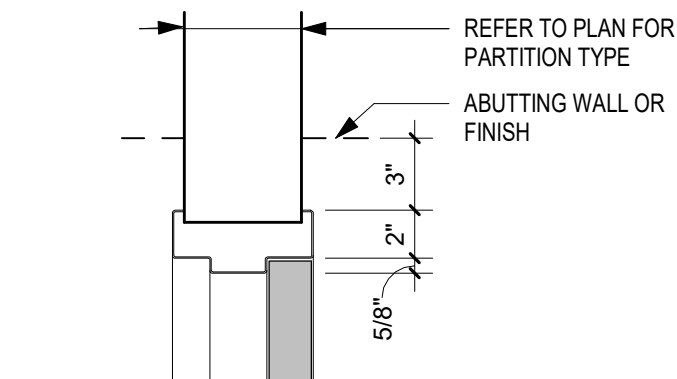 REFER TO PLAN FOR
PARTITION TYPE
ABUTTING WALL OR
FINISH
3"
2"
5/8"